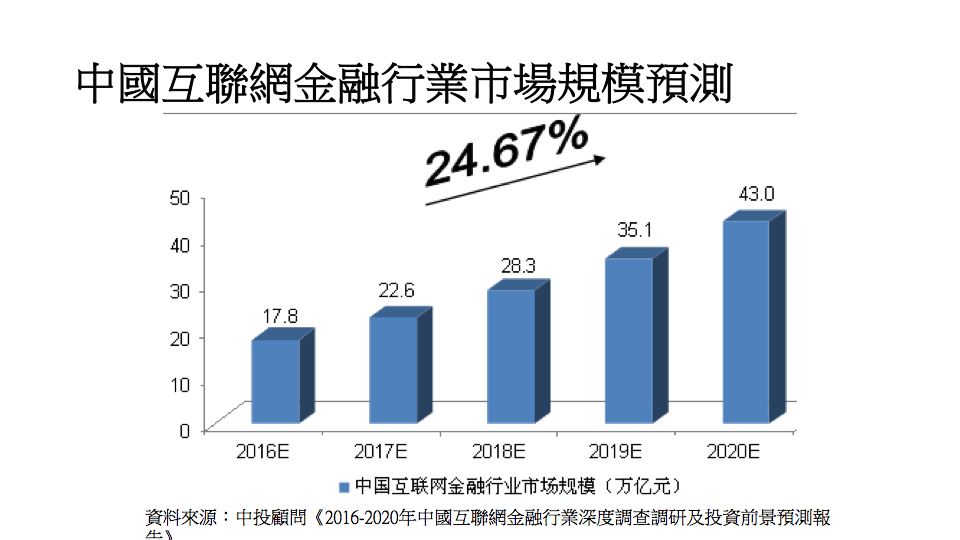 中國互聯網金融行業市場規模預測
24.67%
50
40
30
20
10
0
17.8
22.6
28.3
35.1
43.0
2016E
2017E
2018E
2019E
2020E
中国互联网金融行业市场规模（万亿元）
資料來源：中投顧問《2016-2020年中國互聯網金融行業深度調查調研及投資前景預測報
告》